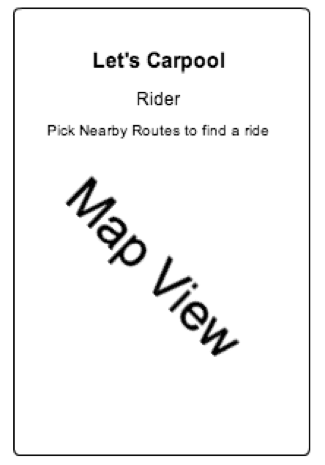 Let's Carpool
Rider
Pick Nearby Routes to find a ride
Map View